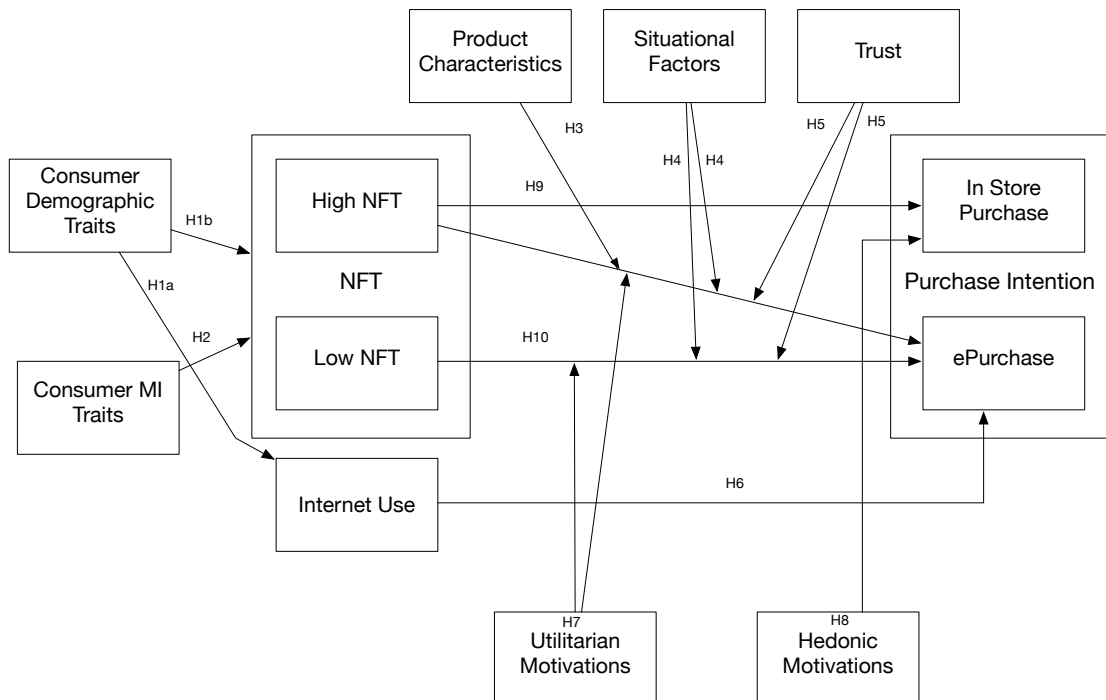 Product
Characteristics
Situational
Factors
Trust
H3
H5
H5
H4
H4
Consumer
Demographic
Traits
H1b
H1a
High NFT
H9
In Store
Purchase
NFT
Purchase Intention
H2
Low NFT
H10
ePurchase
Consumer MI
Traits
Internet Use
H6
H7
Utilitarian
Motivations
H8
Hedonic
Motivations